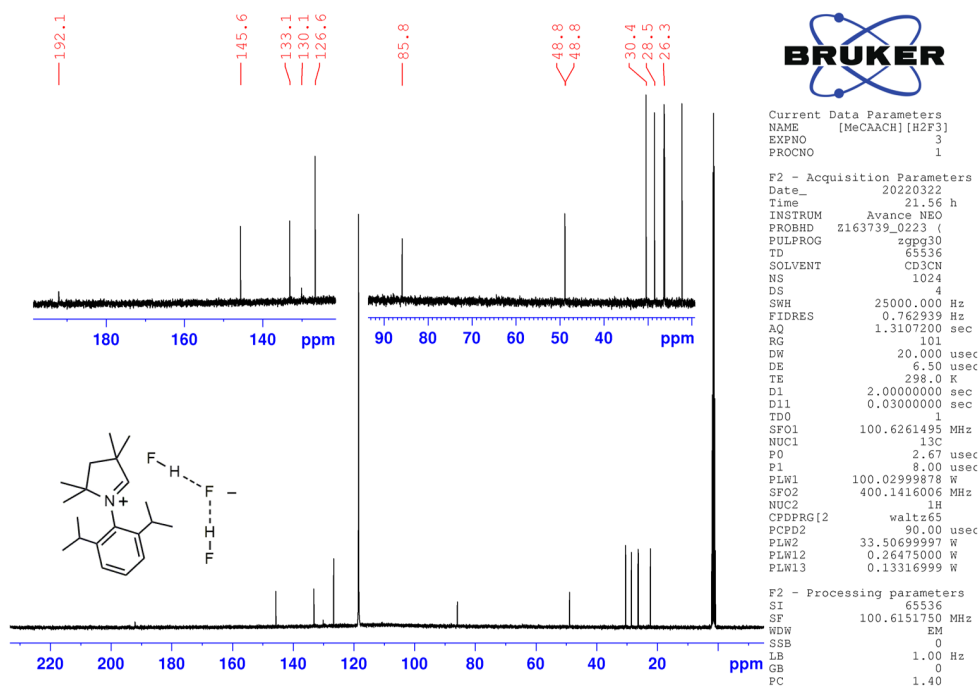 192.1
145.6
133.1
130.1
126.6
85.8
48.8
48.8
30.4
28.5
26.3
BRUKER
Current Data Parameters
NAME [MeCAACH][H2F3]
EXPNO 3
PROCNO 1
F2 - Acquisition Parameters
Date_ 20220322
Time 21.56 h
INSTRUM Avance NEO
PROBHD Z163739_0223 (
PULPROG zgpg30
TD 65536
SOLVENT CD3CN
NS 1024
DS 4
SWH 25000.000 Hz
FIDRES 0.762939 Hz
AQ 1.3107200 sec
RG 101
DW 20.000 usec
DE 6.50 usec
TE 298.0 K
D1 2.00000000 sec
D11 0.03000000 sec
TD0 1
SFO1 100.6261495 MHz
NUC1 13C
P0 2.67 usec
P1 8.00 usec
PLW1 100.02999878 W
SFO2 400.1416006 MHz
NUC2 1H
CPDPRG[2 waltz65
PCPD2 90.00 usec
PLW2 33.50699997 W
PLW12 0.26475000 W
PLW13 0.13316999 W
F2 - Processing parameters
SI 65536
SF 100.6151750 MHz
WDW EM
SSB 0
LB 1.00 Hz
GB 0
PC 1.40
180 160 140 ppm
90 80 70 60 50 40 ppm
F
H
F −
N+
H
F
220 200 180 160 140 120 100 80 60 40 20 ppm